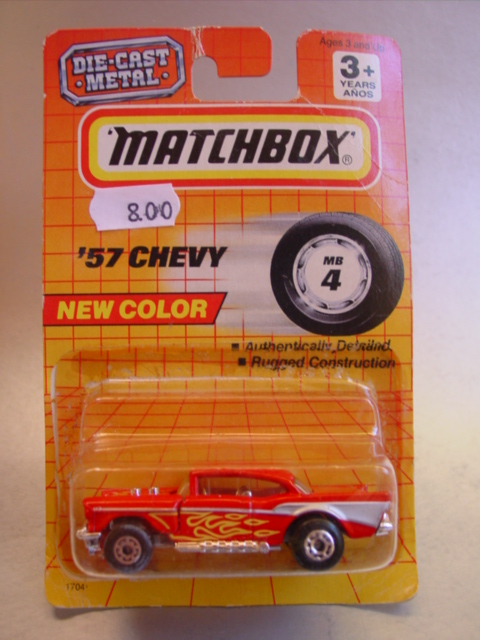 DIE-CAST
METAL
Ages 3 and up
3+
YEARS
AÑOS
MATCHBOX®
8.00
'57 CHEVY
MB
4
NEW COLOR
■ Authentically Detailed
■ Rugged Construction
1704